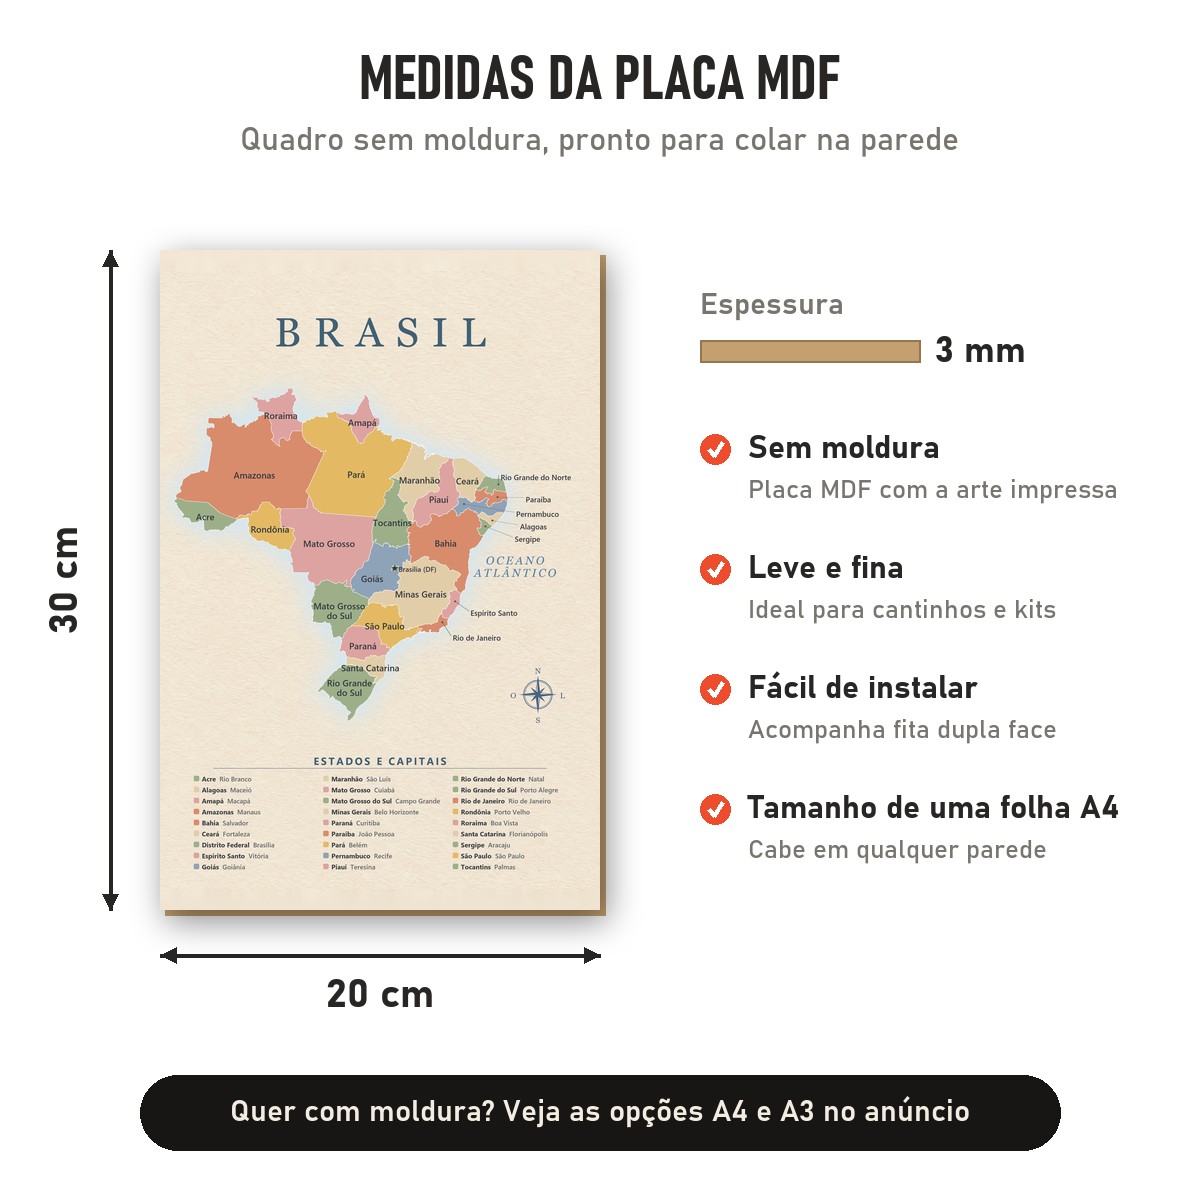 MEDIDAS DA PLACA MDF
Quadro sem moldura, pronto para colar na parede
30 cm
BRASIL
Roraima
Amapá
Amazonas
Pará
Maranhão
Ceará
Rio Grande do Norte
Piauí
Paraíba
Pernambuco
Acre
Rondônia
Tocantins
Alagoas
Mato Grosso
Bahia
Sergipe
OCEANO
ATLÂNTICO
Goiás
Brasília (DF)
Minas Gerais
Mato Grosso
do Sul
Espírito Santo
São Paulo
Rio de Janeiro
Paraná
Santa Catarina
Rio Grande
do Sul
N
O
L
S
ESTADOS E CAPITAIS
Acre Rio Branco
Alagoas Maceió
Amapá Macapá
Amazonas Manaus
Bahia Salvador
Ceará Fortaleza
Distrito Federal Brasília
Espírito Santo Vitória
Goiás Goiânia
Maranhão São Luís
Mato Grosso Cuiabá
Mato Grosso do Sul Campo Grande
Minas Gerais Belo Horizonte
Paraná Curitiba
Paraíba João Pessoa
Pará Belém
Pernambuco Recife
Piauí Teresina
Rio Grande do Norte Natal
Rio Grande do Sul Porto Alegre
Rio de Janeiro Rio de Janeiro
Rondônia Porto Velho
Roraima Boa Vista
Santa Catarina Florianópolis
Sergipe Aracaju
São Paulo São Paulo
Tocantins Palmas
20 cm
Espessura
3 mm
Sem moldura
Placa MDF com a arte impressa
Leve e fina
Ideal para cantinhos e kits
Fácil de instalar
Acompanha fita dupla face
Tamanho de uma folha A4
Cabe em qualquer parede
Quer com moldura? Veja as opções A4 e A3 no anúncio